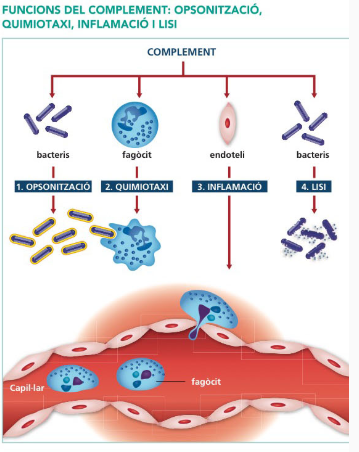 FUNCIONS DEL COMPLEMENT: OPSONITZACIÓ,
QUIMIOTAXI, INFLAMACIÓ I LISI
COMPLEMENT
bacteris fagòcit endoteli bacteris
1. OPSONITZACIÓ 2. QUIMIOTAXI 3. INFLAMACIÓ 4. LISI
Capil·lar
fagòcit